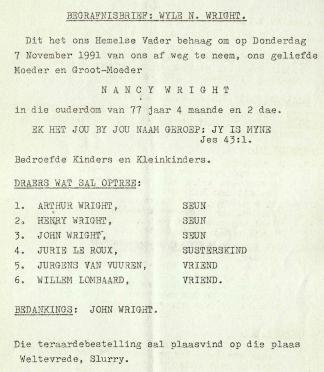 BEGRAFNISBRIEF: WYLE N. WRIGHT.
Dit het ons Hemelse Vader behaag om op Donderdag
7 November 1991 van ons af weg te neem, ons geliefde
Moeder en Groot-Moeder
N A N C Y W R I G H T
in die ouderdom van 77 jaar 4 maande en 2 dae.
EK HET JOU BY JOU NAAM GEROEP: JY IS MYNE
Jes 43:1.
Bedroefde Kinders en Kleinkinders.
DRAERS WAT SAL OPTREE:
1. ARTHUR WRIGHT, SEUN
2. HENRY WRIGHT, SEUN
3. JOHN WRIGHT, SEUN
4. JURIE LE ROUX, SUSTERSKIND
5. JURGENS VAN VUUREN, VRIEND
6. WILLEM LOMBAARD, VRIEND.
BEDANKINGS: JOHN WRIGHT.
Die teraardebestelling sal plaasvind op die plaas
Weltevrede, Slurry.